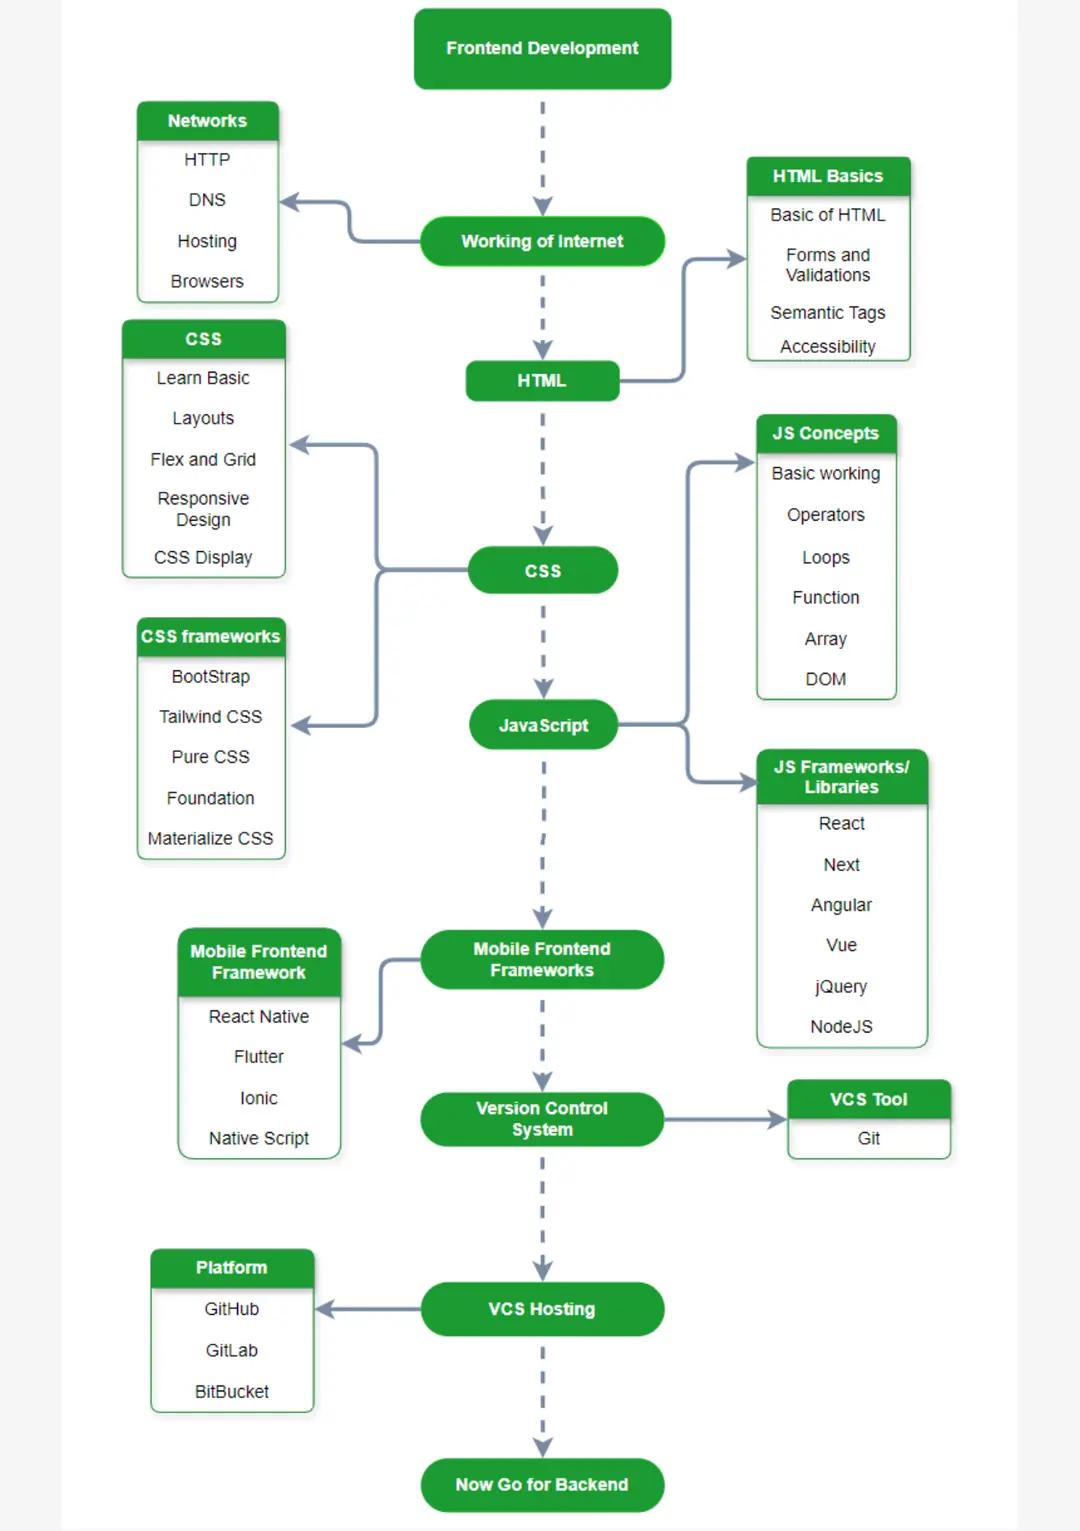 Frontend Development
Networks
HTTP
DNS
Hosting
Browsers
Working of Internet
HTML Basics
Basic of HTML
Forms and
Validations
Semantic Tags
Accessibility
HTML
CSS
Learn Basic
Layouts
Flex and Grid
Responsive
Design
CSS Display
JS Concepts
Basic working
Operators
Loops
Function
Array
DOM
CSS
CSS frameworks
BootStrap
Tailwind CSS
Pure CSS
Foundation
Materialize CSS
JavaScript
JS Frameworks/
Libraries
React
Next
Angular
Vue
jQuery
NodeJS
Mobile Frontend
Framework
React Native
Flutter
Ionic
Native Script
Mobile Frontend
Frameworks
Version Control
System
VCS Tool
Git
Platform
GitHub
GitLab
BitBucket
VCS Hosting
Now Go for Backend